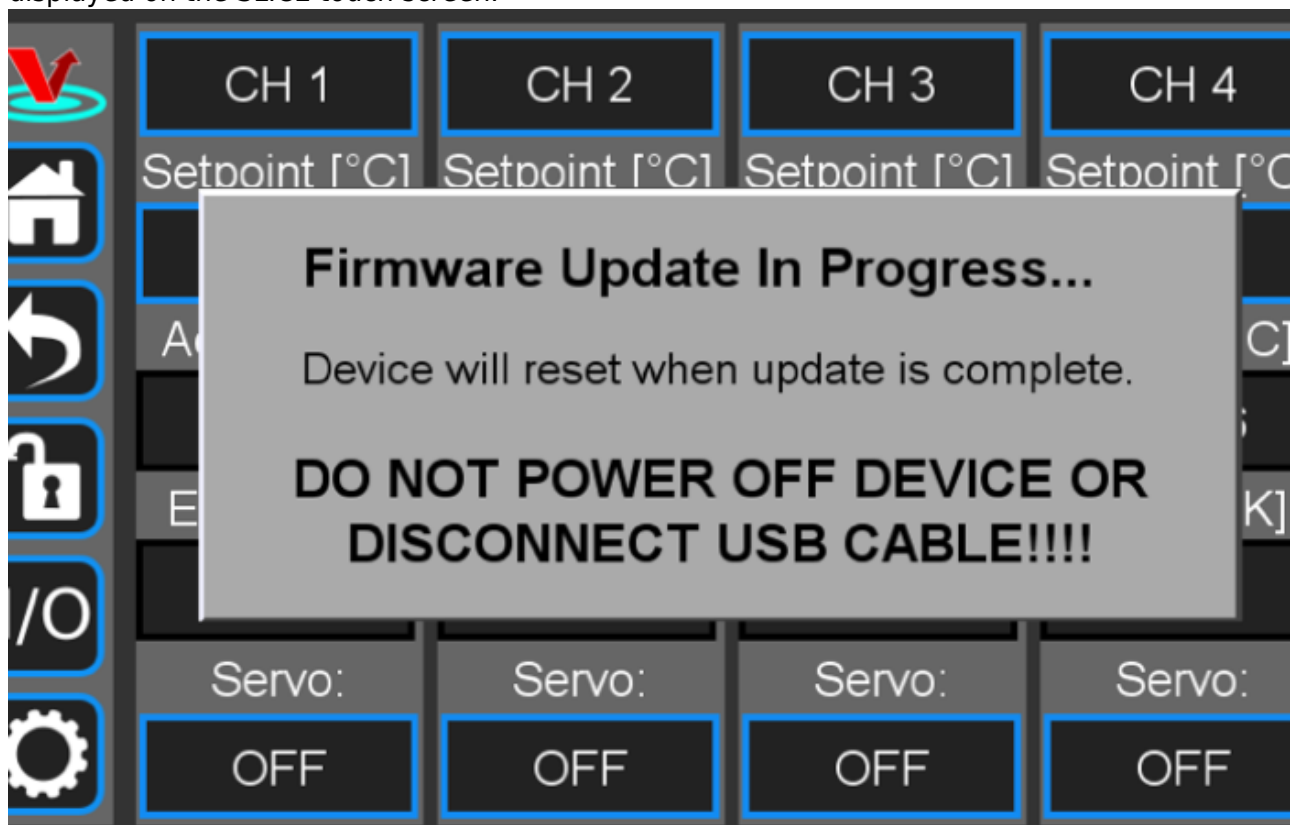 CH 1 CH 2 CH 3 CH 4
Setpoint [°C] Setpoint [°C] Setpoint [°C] Setpoint [°C
Firmware Update In Progress...
C]
Device will reset when update is complete.
DO NOT POWER OFF DEVICE OR
K]
DISCONNECT USB CABLE!!!!
I/O
Servo: Servo: Servo: Servo:
OFF OFF OFF OFF